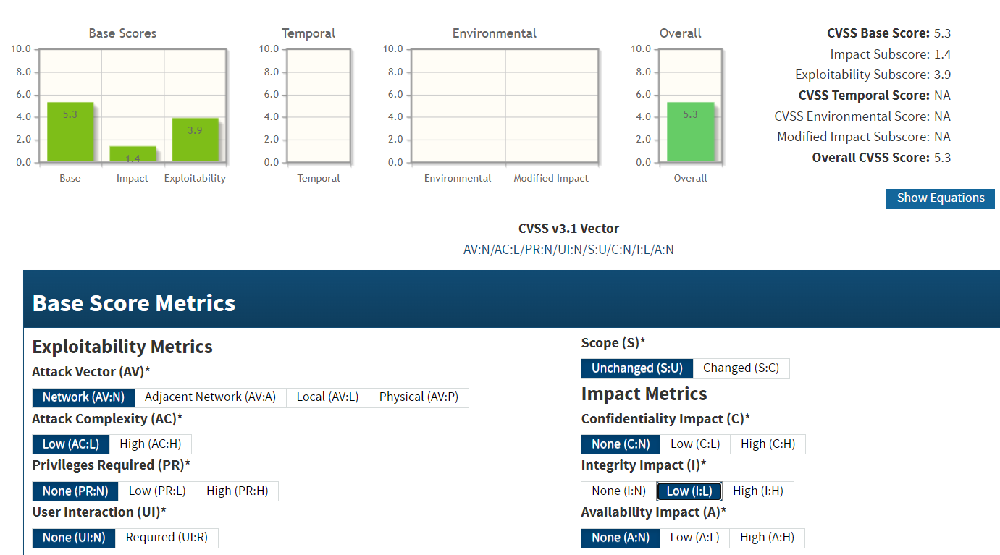 Base Scores
10.0
8.0
6.0
4.0
2.0
0.0
5.3
1.4
3.9
Base Impact Exploitability
Temporal
10.0
8.0
6.0
4.0
2.0
0.0
Temporal
Environmental
10.0
8.0
6.0
4.0
2.0
0.0
Environmental Modified Impact
Overall
10.0
8.0
6.0
4.0
2.0
0.0
5.3
Overall
CVSS Base Score: 5.3
Impact Subscore: 1.4
Exploitability Subscore: 3.9
CVSS Temporal Score: NA
CVSS Environmental Score: NA
Modified Impact Subscore: NA
Overall CVSS Score: 5.3
Show Equations
CVSS v3.1 Vector
AV:N/AC:L/PR:N/UI:N/S:U/C:N/I:L/A:N
Base Score Metrics
Exploitability Metrics
Attack Vector (AV)*
Network (AV:N) Adjacent Network (AV:A) Local (AV:L) Physical (AV:P)
Attack Complexity (AC)*
Low (AC:L) High (AC:H)
Privileges Required (PR)*
None (PR:N) Low (PR:L) High (PR:H)
User Interaction (UI)*
None (UI:N) Required (UI:R)
Scope (S)*
Unchanged (S:U) Changed (S:C)
Impact Metrics
Confidentiality Impact (C)*
None (C:N) Low (C:L) High (C:H)
Integrity Impact (I)*
None (I:N) Low (I:L) High (I:H)
Availability Impact (A)*
None (A:N) Low (A:L) High (A:H)